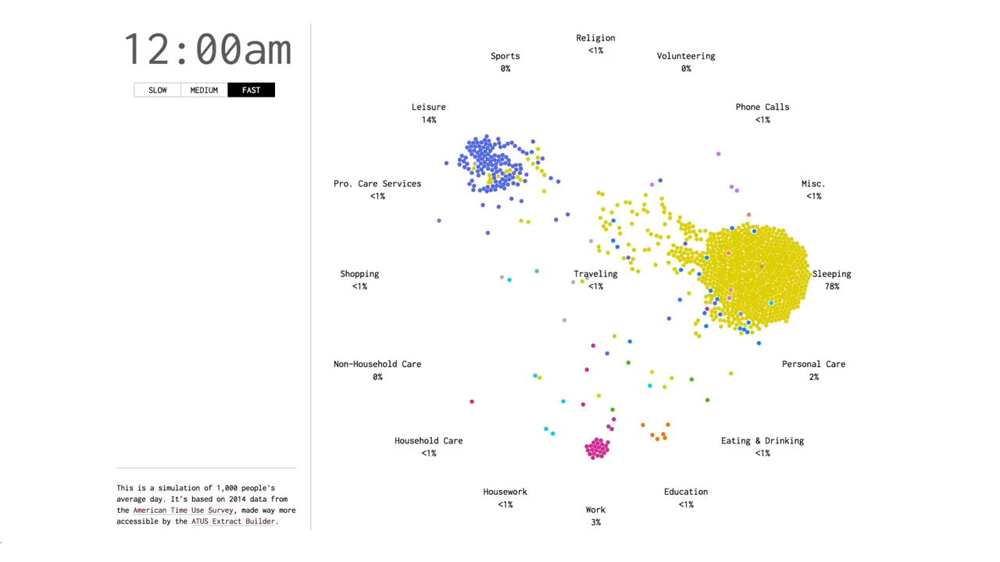 12:00am
SLOW MEDIUM FAST
This is a simulation of 1,000 people's
average day. It's based on 2014 data from
the American Time Use Survey, made way more
accessible by the ATUS Extract Builder.
Religion
<1%
Sports
0%
Volunteering
0%
Leisure
14%
Phone Calls
<1%
Pro. Care Services
<1%
Misc.
<1%
Shopping
<1%
Traveling
<1%
Sleeping
78%
Non-Household Care
0%
Personal Care
2%
Household Care
<1%
Eating & Drinking
<1%
Housework
<1%
Education
<1%
Work
3%